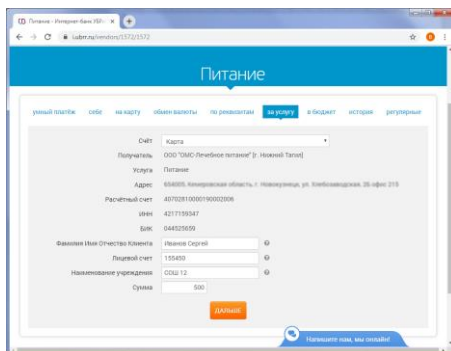 Питание - Интернет-банк УБРи
i.ubrr.ru/vendors/1572/1572
Питание
умный платёж себе на карту обмен валюты по реквизитам за услугу в бюджет история регулярные
Счёт Карта
Получатель ООО "ОМС-Лечебное питание" [г. Нижний Тагил]
Услуга Питание
Адрес 654005, Кемеровская область, г. Новокузнецк, ул. Хлебозаводская, 26 офис 215
Расчётный счет 40702810000190002006
ИНН 4217159347
БИК 044525659
Фамилия Имя Отчество Клиента Иванов Сергей
Лицевой счет 155450
Наименование учреждения СОШ 12
Сумма 500
ДАЛЬШЕ
Напишите нам, мы онлайн!